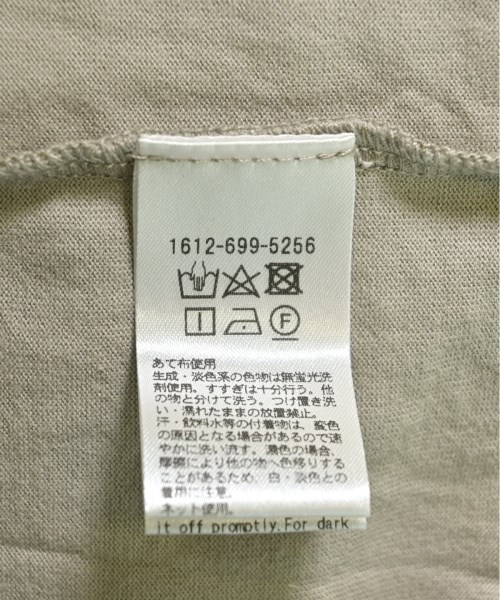 1612-699-5256
F
あて布使用
生成・淡色系の色物は無蛍光洗
剤使用。すすぎは十分行う。他
の物と分けて洗う。つけ置き洗
い・濡れたままの放置禁止。
汗・飲料水等の付着物は、変色
の原因となる場合があるので速
やかに洗い流す。濃色の場合、
摩擦により他の物へ色移りする
ことがあるため、白・淡色との
着用に注意。
ネット使用。
it off promptly.For dark